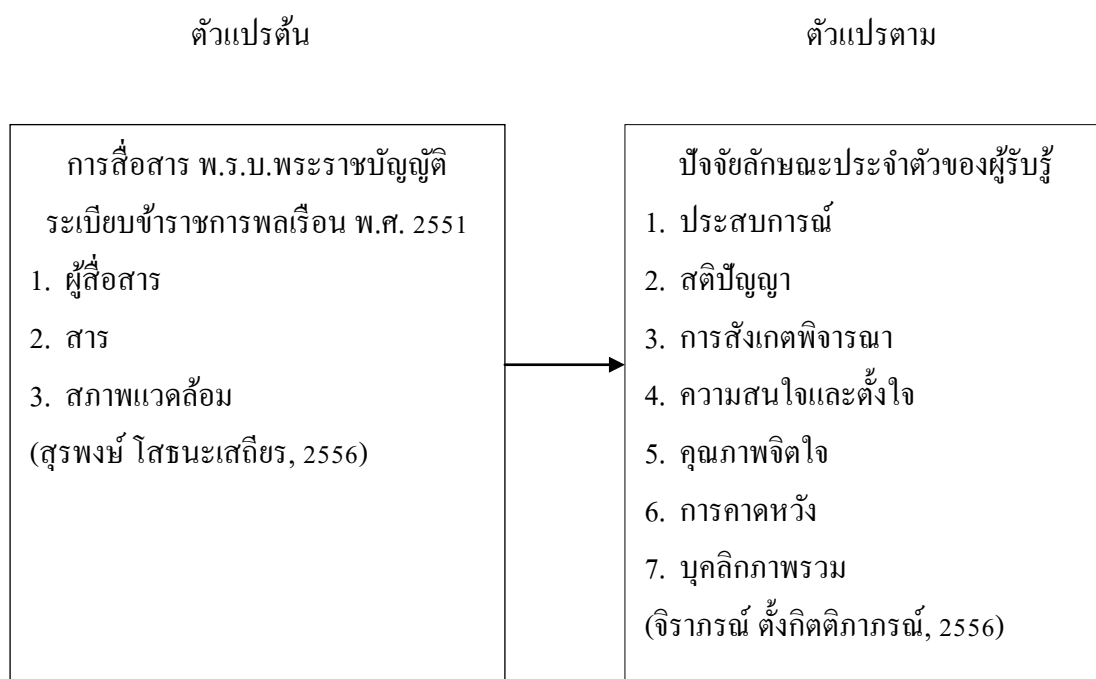 ตัวแปรต้น
ตัวแปรตาม
การสื่อสาร พ.ร.บ.พระราชบัญญัติ
ระเบียบข้าราชการพลเรือน พ.ศ. 2551
1. ผู้สื่อสาร
2. สาร
3. สภาพแวดล้อม
(สุรพงษ์ โสธนะเสถียร, 2556)
ปัจจัยลักษณะประจำตัวของผู้รับรู้
1. ประสบการณ์
2. สติปัญญา
3. การสังเกตพิจารณา
4. ความสนใจและตั้งใจ
5. คุณภาพจิตใจ
6. การคาดหวัง
7. บุคลิกภาพรวม
(จิราภรณ์ ตั้งกิตติภาภรณ์, 2556)